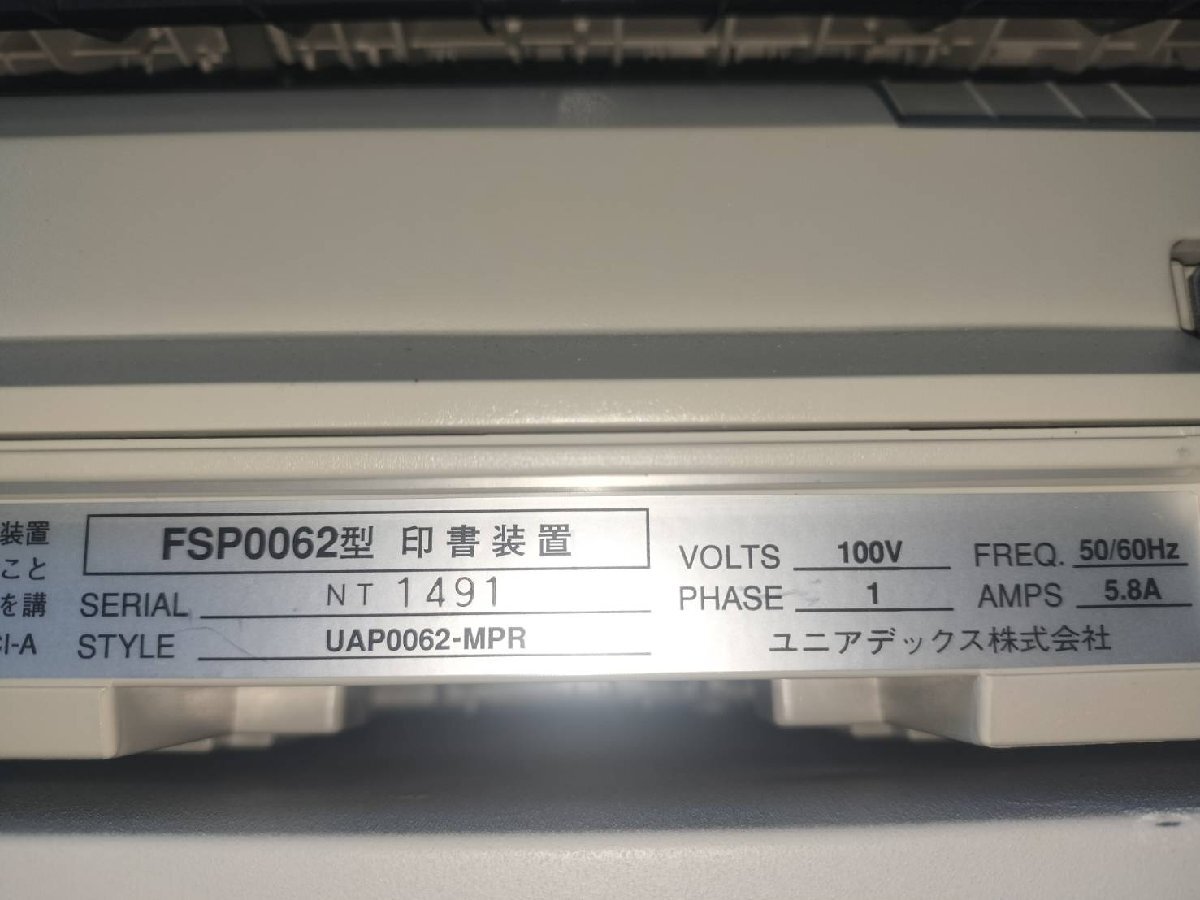 装置
こと
を講
CI-A
FSP0062型 印書装置
SERIAL NT 1491
STYLE UAP0062-MPR
VOLTS 100V FREQ. 50/60Hz
PHASE 1 AMPS 5.8A
ユニアデックス株式会社